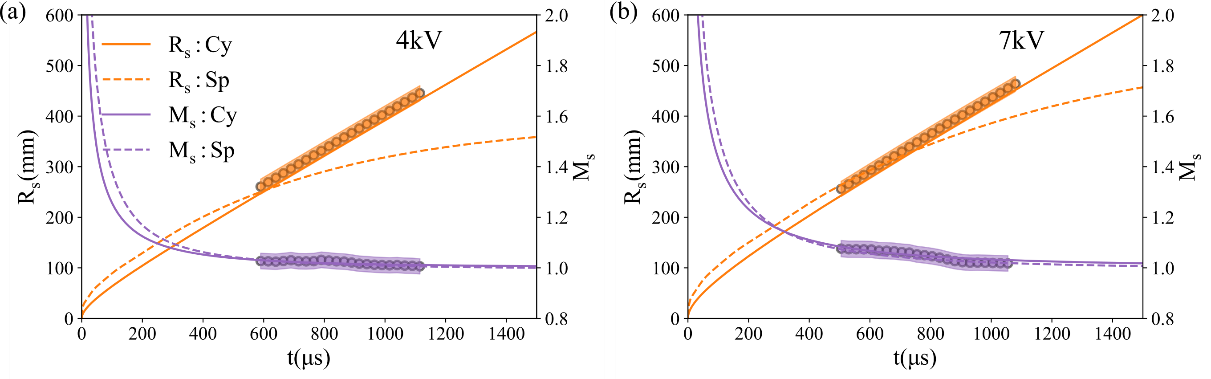 (a)
4kV
R_s : Cy
R_s : Sp
M_s : Cy
M_s : Sp
600
500
400
300
200
100
0
R_s(mm)
2.0
1.8
1.6
1.4
1.2
1.0
0.8
M_s
0 200 400 600 800 1000 1200 1400
t(μs)
(b)
7kV
600
500
400
300
200
100
0
R_s(mm)
2.0
1.8
1.6
1.4
1.2
1.0
0.8
M_s
0 200 400 600 800 1000 1200 1400
t(μs)